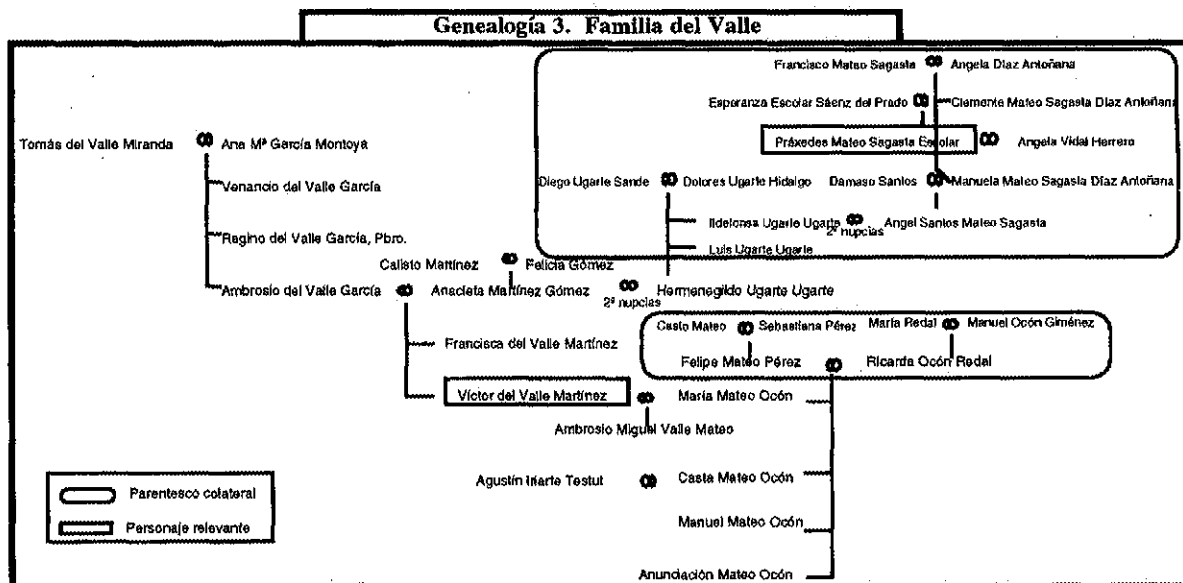 Genealogía 3. Familia del Valle
Francisco Mateo Sagasta
Angela Díaz Antoñana
Esperanza Escolar Sáenz del Prado
Clemente Mateo Sagasta Díaz Antoñana
Tomás del Valle Miranda
Ana Mª García Montoya
Práxedes Mateo Sagasta Escolar
Angela Vidal Herrero
Venancio del Valle García
Diego Ugarte Sande
Dolores Ugarte Hidalgo
Damaso Santos
Manuela Mateo Sagasta Díaz Antoñana
Ildefonsa Ugarte Ugarte
2ª nupcias
Angel Santos Mateo Sagasta
Regino del Valle García, Pbro.
Luis Ugarte Ugarte
Calisto Martínez
Felicia Gómez
Ambrosio del Valle García
Anacleta Martínez Gómez
2ª nupcias
Hermenegildo Ugarte Ugarte
Casto Mateo
Sebastiana Pérez
María Redal
Manuel Ocón Giménez
Francisca del Valle Martínez
Felipe Mateo Pérez
Ricarda Ocón Redal
Víctor del Valle Martínez
María Mateo Ocón
Ambrosio Miguel Valle Mateo
Agustín Iriarte Testut
Casta Mateo Ocón
Parentesco colateral
Manuel Mateo Ocón
Personaje relevante
Anunciación Mateo Ocón